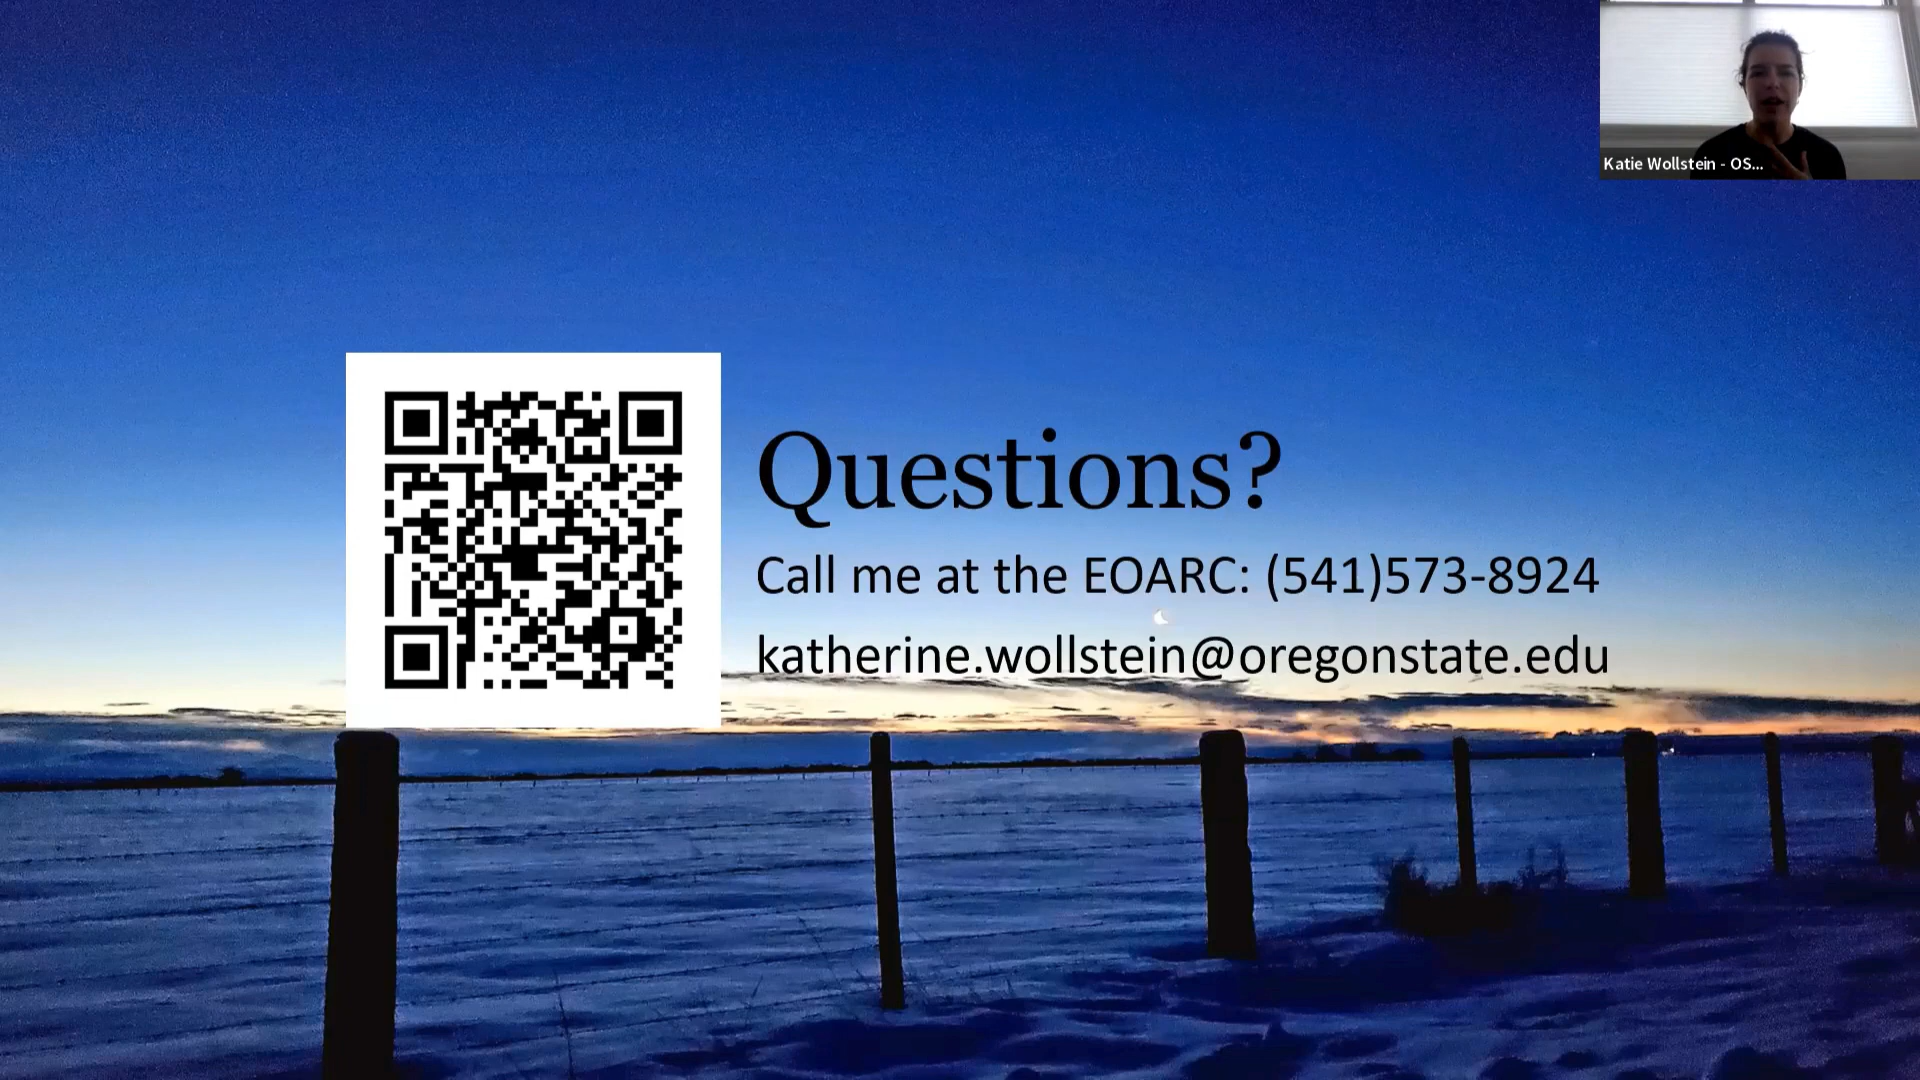 Katie Wollstein - OS...
Questions?
Call me at the EOARC: (541)573-8924
katherine.wollstein@oregonstate.edu